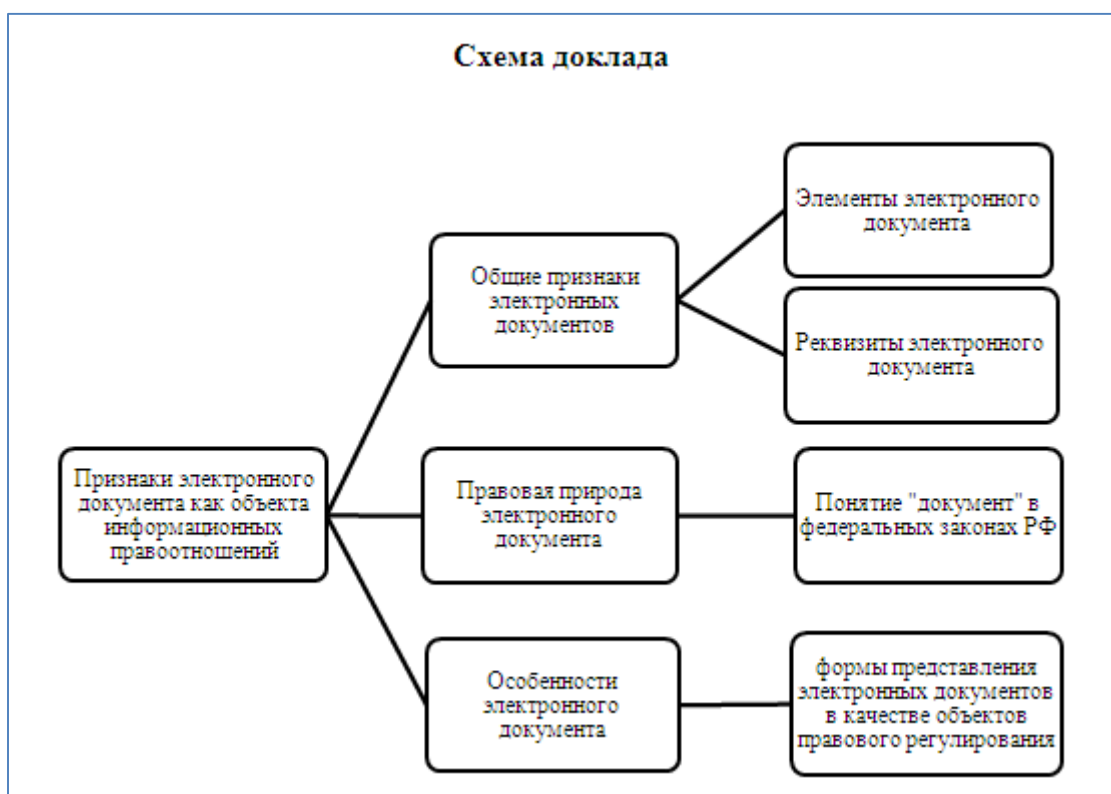 Схема доклада
Элементы электронного
документа
Общие признаки
электронных
документов
Реквизиты электронного
документа
Признаки электронного
документа как объекта
информационных
правоотношений
Правовая природа
электронного
документа
Понятие "документ" в
федеральных законах РФ
Особенности
электронного
документа
формы представления
электронных документов
в качестве объектов
правового регулирования